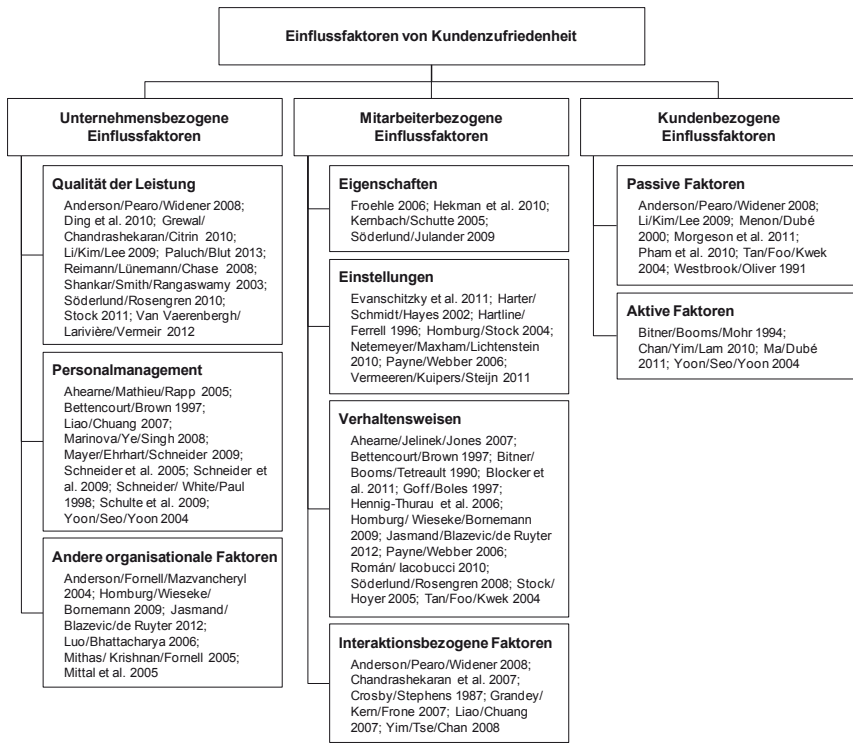 Einflussfaktoren von Kundenzufriedenheit
Unternehmensbezogene
Einflussfaktoren
Qualität der Leistung
Anderson/Pearo/Widener 2008;
Ding et al. 2010; Grewal/
Chandrashekaran/Citrin 2010;
Li/Kim/Lee 2009; Paluch/Blut 2013;
Reimann/Lünemann/Chase 2008;
Shankar/Smith/Rangaswamy 2003;
Söderlund/Rosengren 2010;
Stock 2011; Van Vaerenbergh/
Larivière/Vermeir 2012
Personalmanagement
Ahearne/Mathieu/Rapp 2005;
Bettencourt/Brown 1997;
Liao/Chuang 2007;
Marinova/Ye/Singh 2008;
Mayer/Ehrhart/Schneider 2009;
Schneider et al. 2005; Schneider et
al. 2009; Schneider/ White/Paul
1998; Schulte et al. 2009;
Yoon/Seo/Yoon 2004
Andere organisationale Faktoren
Anderson/Fornell/Mazvancheryl
2004; Homburg/Wieseke/
Bornemann 2009; Jasmand/
Blazevic/de Ruyter 2012;
Luo/Bhattacharya 2006;
Mithas/ Krishnan/Fornell 2005;
Mittal et al. 2005
Mitarbeiterbezogene
Einflussfaktoren
Eigenschaften
Froehle 2006; Hekman et al. 2010;
Kernbach/Schutte 2005;
Söderlund/Julander 2009
Einstellungen
Evanschitzky et al. 2011; Harter/
Schmidt/Hayes 2002; Hartline/
Ferrell 1996; Homburg/Stock 2004;
Netemeyer/Maxham/Lichtenstein
2010; Payne/Webber 2006;
Vermeeren/Kuipers/Steijn 2011
Verhaltensweisen
Ahearne/Jelinek/Jones 2007;
Bettencourt/Brown 1997; Bitner/
Booms/Tetreault 1990; Blocker et
al. 2011; Goff/Boles 1997;
Hennig-Thurau et al. 2006;
Homburg/ Wieseke/Bornemann
2009; Jasmand/Blazevic/de Ruyter
2012; Payne/Webber 2006;
Román/ Iacobucci 2010;
Söderlund/Rosengren 2008; Stock/
Hoyer 2005; Tan/Foo/Kwek 2004
Interaktionsbezogene Faktoren
Anderson/Pearo/Widener 2008;
Chandrashekaran et al. 2007;
Crosby/Stephens 1987; Grandey/
Kern/Frone 2007; Liao/Chuang
2007; Yim/Tse/Chan 2008
Kundenbezogene
Einflussfaktoren
Passive Faktoren
Anderson/Pearo/Widener 2008;
Li/Kim/Lee 2009; Menon/Dubé
2000; Morgeson et al. 2011;
Pham et al. 2010; Tan/Foo/Kwek
2004; Westbrook/Oliver 1991
Aktive Faktoren
Bitner/Booms/Mohr 1994;
Chan/Yim/Lam 2010; Ma/Dubé
2011; Yoon/Seo/Yoon 2004